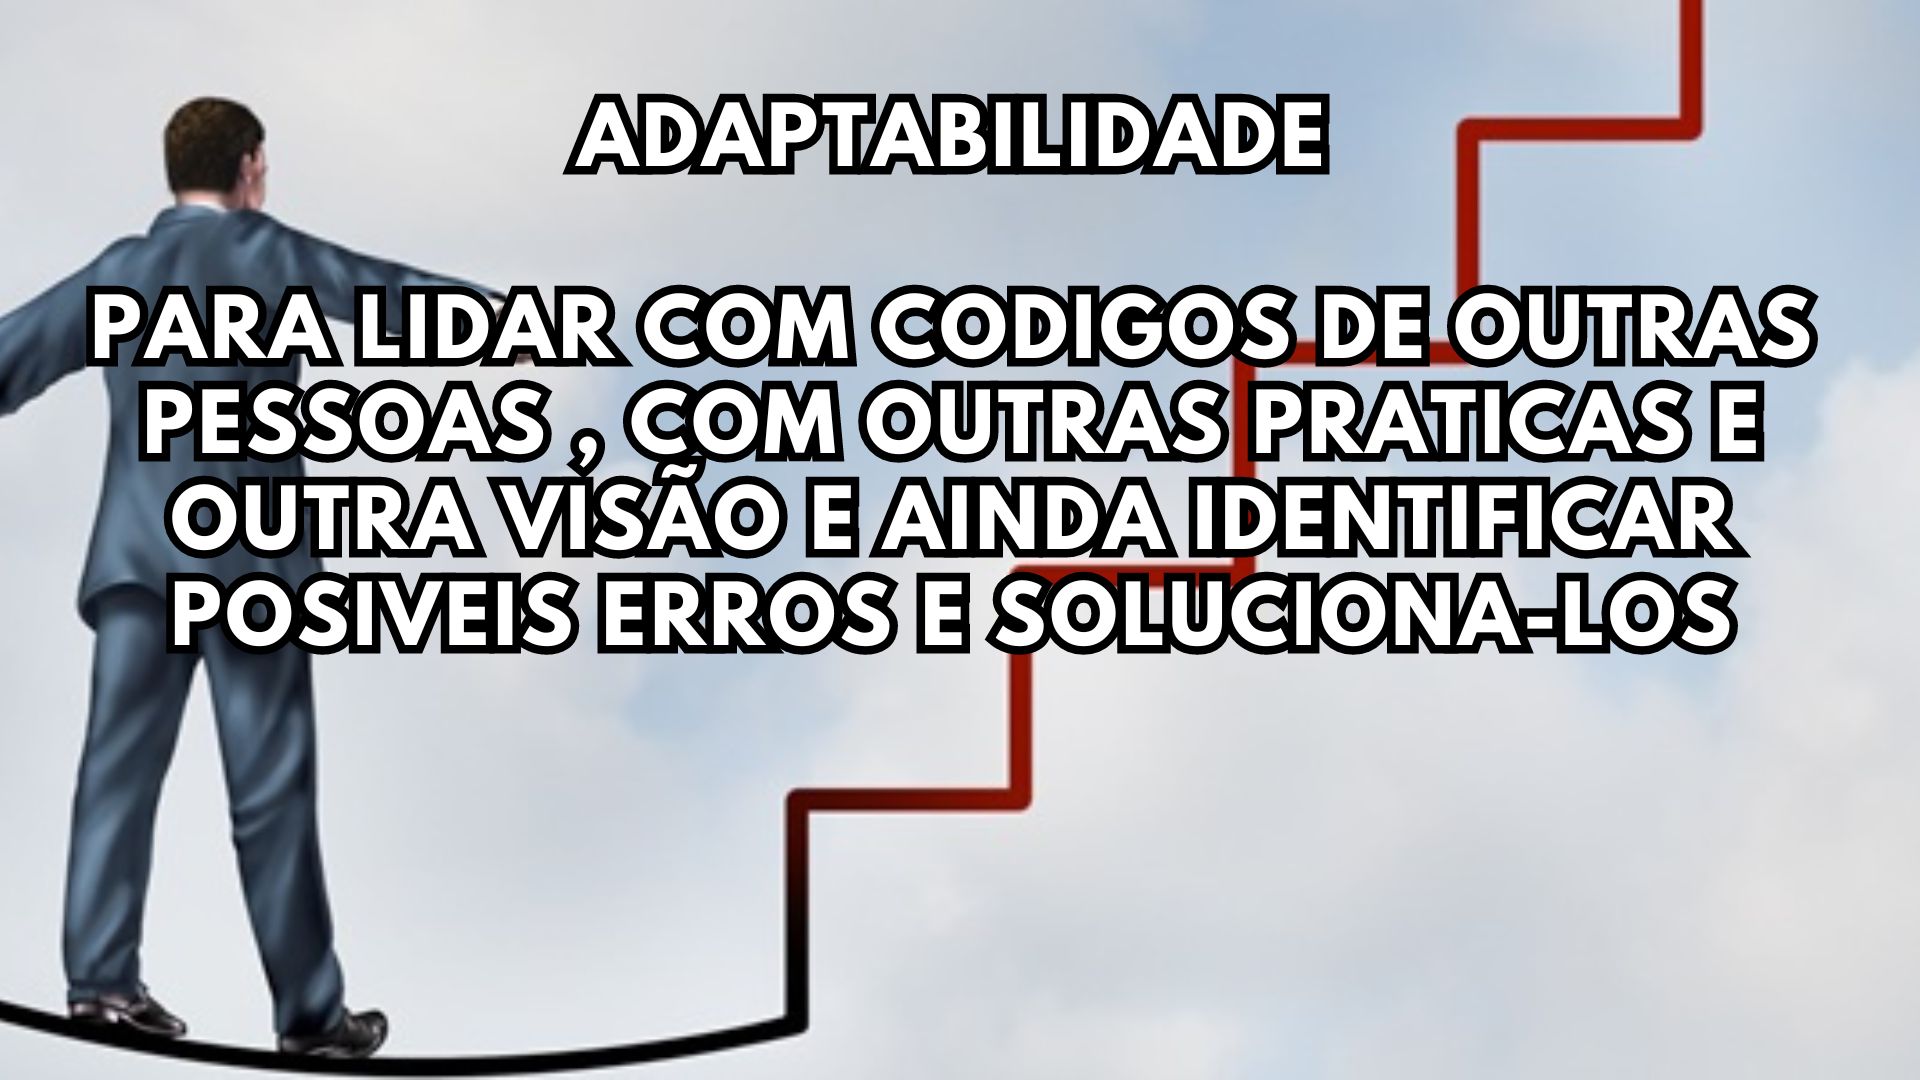 ADAPTABILIDADE
PARA LIDAR COM CODIGOS DE OUTRAS
PESSOAS , COM OUTRAS PRATICAS E
OUTRA VISÃO E AINDA IDENTIFICAR
POSIVEIS ERROS E SOLUCIONA-LOS